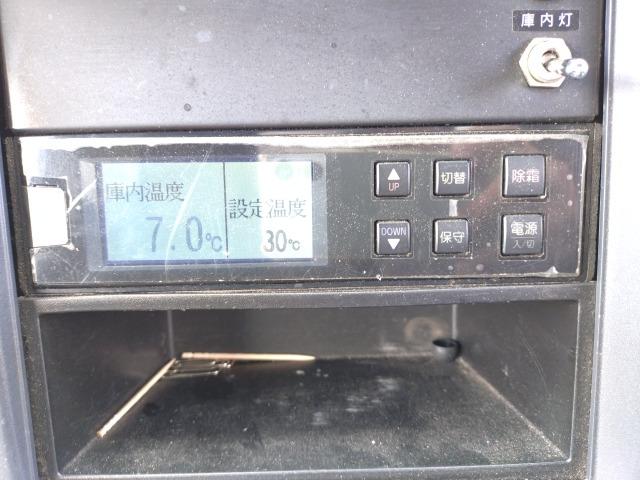 庫内灯
庫内温度
7.0℃
設定温度
30℃
▲
UP
切替
除霜
DOWN
▼
保守
電源
入/切